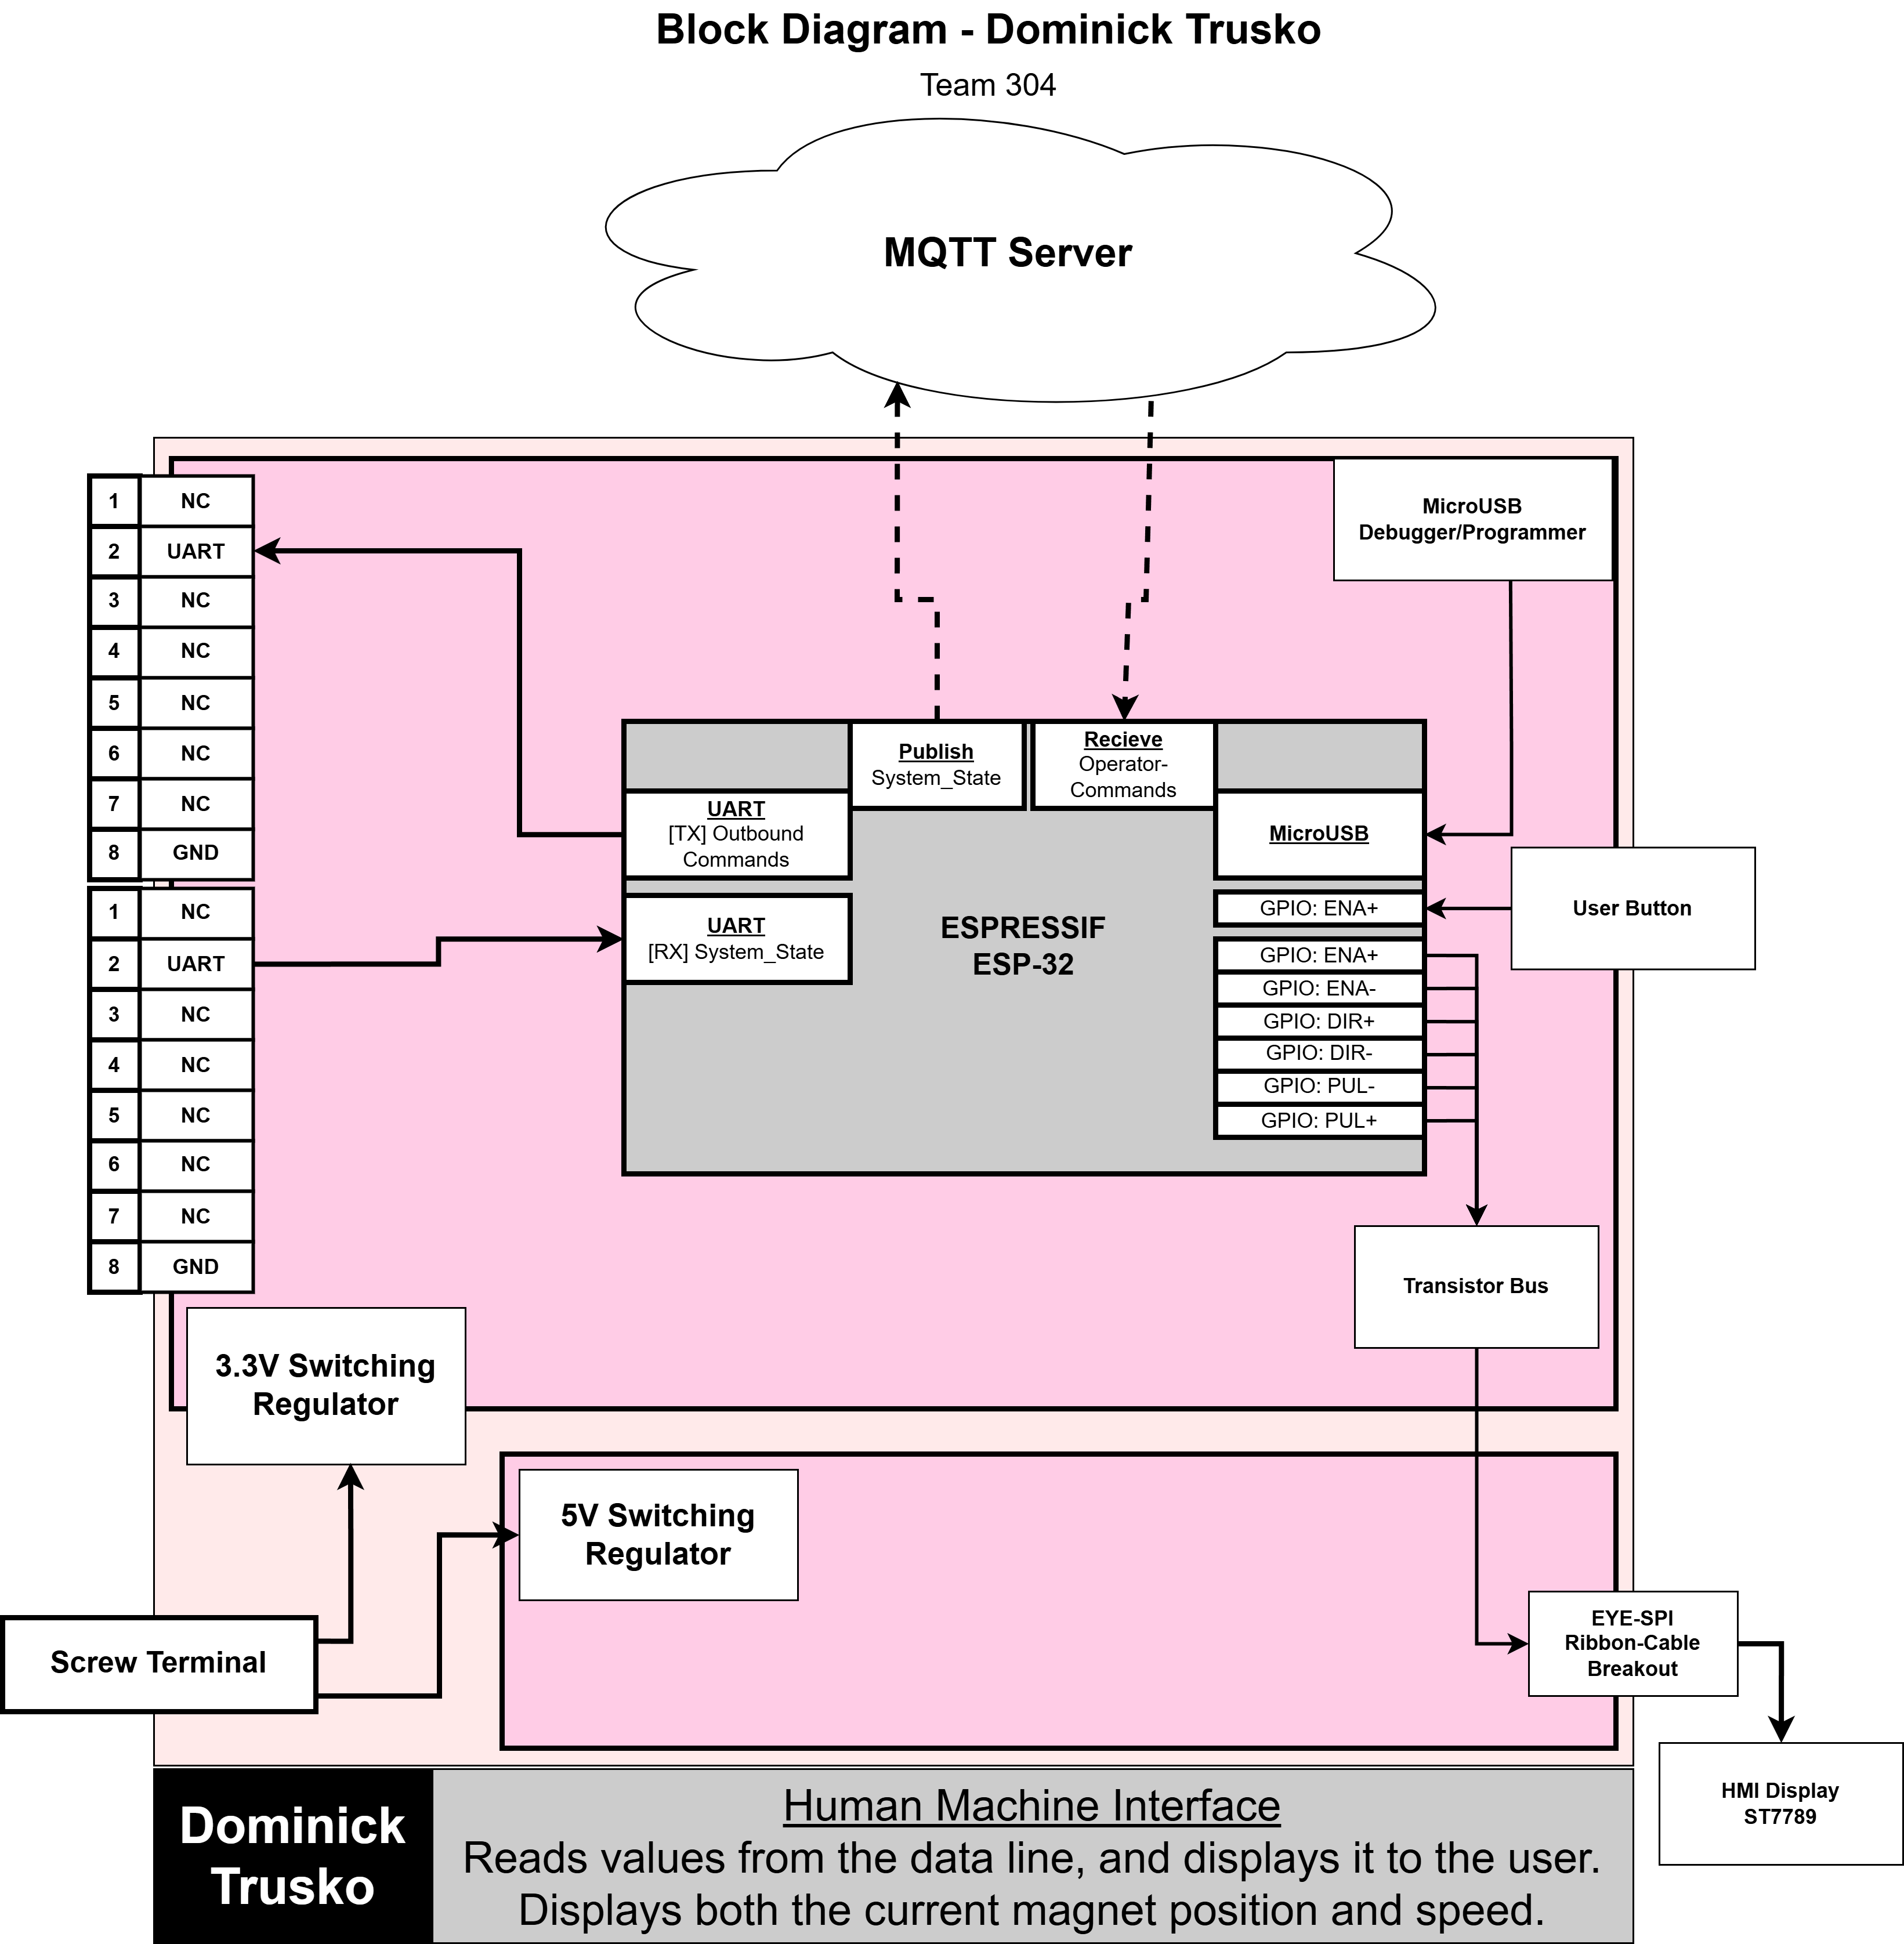 Block Diagram - Dominick Trusko
Team 304
MQTT Server
1 NC
2 UART
3 NC
4 NC
5 NC
6 NC
7 NC
8 GND
1 NC
2 UART
3 NC
4 NC
5 NC
6 NC
7 NC
8 GND
MicroUSB
Debugger/Programmer
Publish
System_State
Recieve
Operator-
Commands
UART
[TX] Outbound
Commands
UART
[RX] System_State
ESPRESSIF
ESP-32
MicroUSB
GPIO: ENA+
GPIO: ENA+
GPIO: ENA-
GPIO: DIR+
GPIO: DIR-
GPIO: PUL-
GPIO: PUL+
User Button
Transistor Bus
3.3V Switching
Regulator
5V Switching
Regulator
Screw Terminal
EYE-SPI
Ribbon-Cable
Breakout
HMI Display
ST7789
Dominick
Trusko
Human Machine Interface
Reads values from the data line, and displays it to the user.
Displays both the current magnet position and speed.